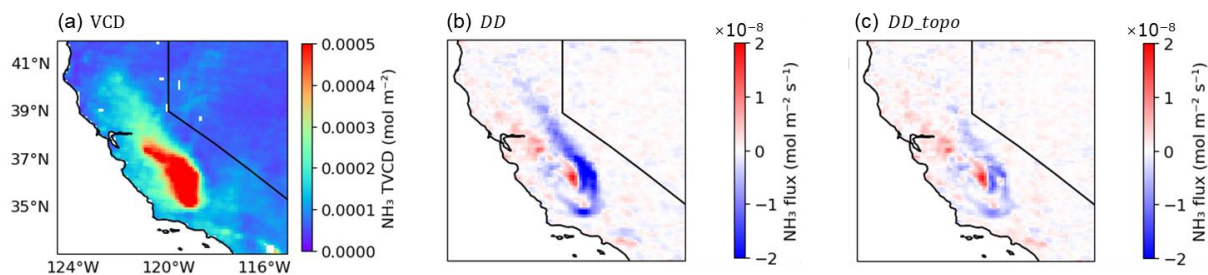 (a) VCD
41°N
39°N
37°N
35°N
124°W
120°W
116°W
0.0005
0.0004
0.0003
0.0002
0.0001
0.0000
NH₃ TVCD (mol m⁻²)
(b) DD
×10⁻⁸
2
1
0
−1
−2
NH₃ flux (mol m⁻² s⁻¹)
(c) DD_topo
×10⁻⁸
2
1
0
−1
−2
NH₃ flux (mol m⁻² s⁻¹)